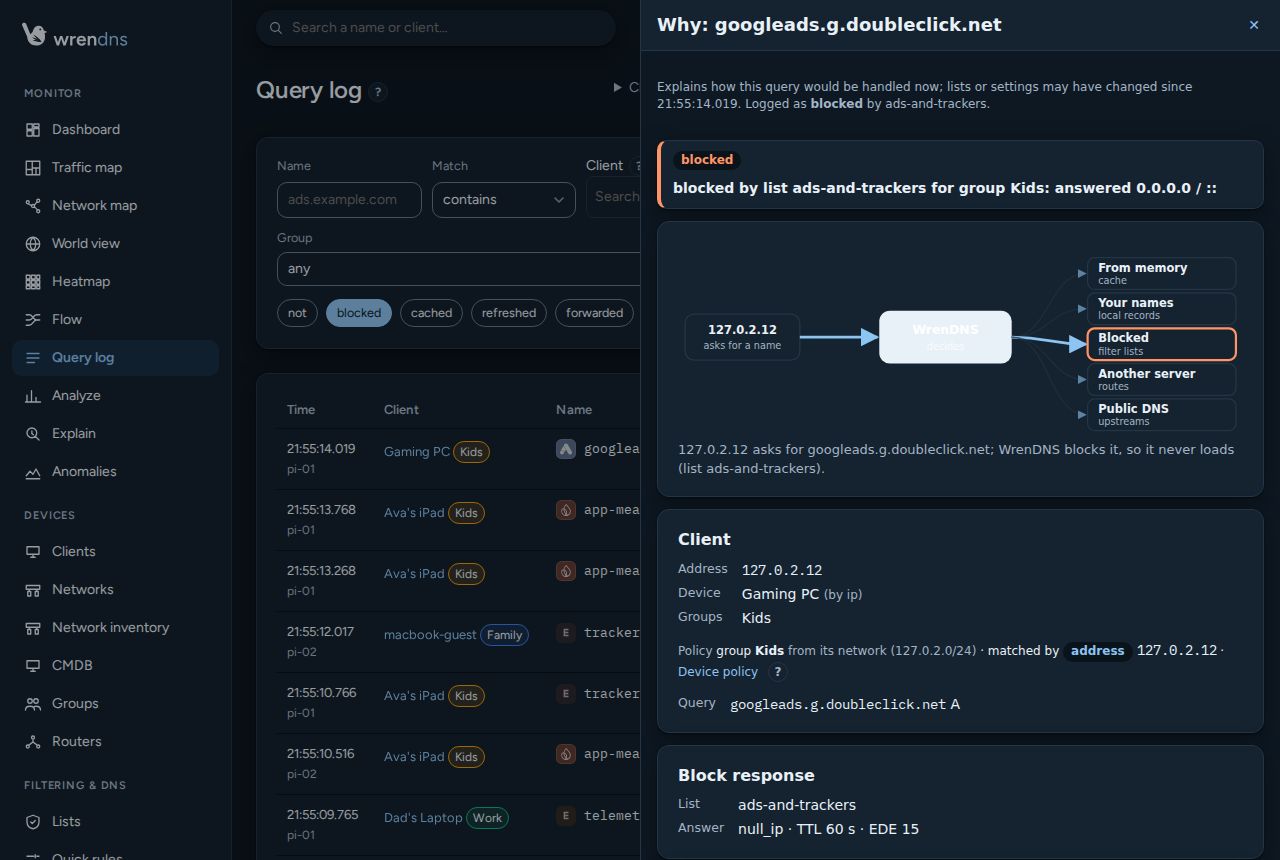 wrendns
MONITOR
Dashboard
Traffic map
Network map
World view
Heatmap
Flow
Query log
Analyze
Explain
Anomalies
DEVICES
Clients
Networks
Network inventory
CMDB
Groups
Routers
FILTERING & DNS
Lists
Quick rules
Search a name or client...
Query log ?
Name
Match
Client ?
ads.example.com
contains
Search
Group
any
not
blocked
cached
refreshed
forwarded
Time Client Name
21:55:14.019 Gaming PC Kids googlea
pi-01
21:55:13.768 Ava's iPad Kids app-mea
pi-01
21:55:13.268 Ava's iPad Kids app-mea
pi-01
21:55:12.017 macbook-guest Family E tracker
pi-02
21:55:10.766 Ava's iPad Kids E tracker
pi-01
21:55:10.516 Ava's iPad Kids app-mea
pi-02
21:55:09.765 Dad's Laptop Work E telemet
pi-01
Why: googleads.g.doubleclick.net
Explains how this query would be handled now; lists or settings may have changed since
21:55:14.019. Logged as blocked by ads-and-trackers.
blocked
blocked by list ads-and-trackers for group Kids: answered 0.0.0.0 / ::
127.0.2.12
asks for a name
WrenDNS
decides
From memory
cache
Your names
local records
Blocked
filter lists
Another server
routes
Public DNS
upstreams
127.0.2.12 asks for googleads.g.doubleclick.net; WrenDNS blocks it, so it never loads
(list ads-and-trackers).
Client
Address 127.0.2.12
Device Gaming PC (by ip)
Groups Kids
Policy group Kids from its network (127.0.2.0/24) · matched by address 127.0.2.12 ·
Device policy ?
Query googleads.g.doubleclick.net A
Block response
List ads-and-trackers
Answer null_ip · TTL 60 s · EDE 15